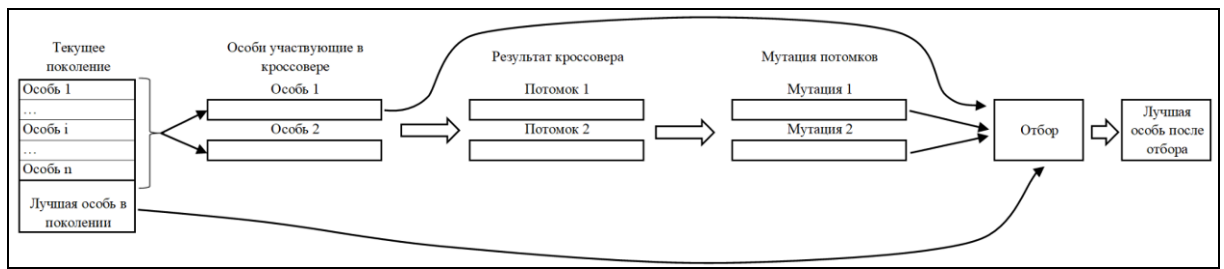 Текущее
поколение
Особь 1
…
Особь i
…
Особь n
Лучшая особь в
поколении
Особи участвующие в
кроссовере
Особь 1
Особь 2
Результат кроссовера
Потомок 1
Потомок 2
Мутация потомков
Мутация 1
Мутация 2
Отбор
Лучшая
особь после
отбора